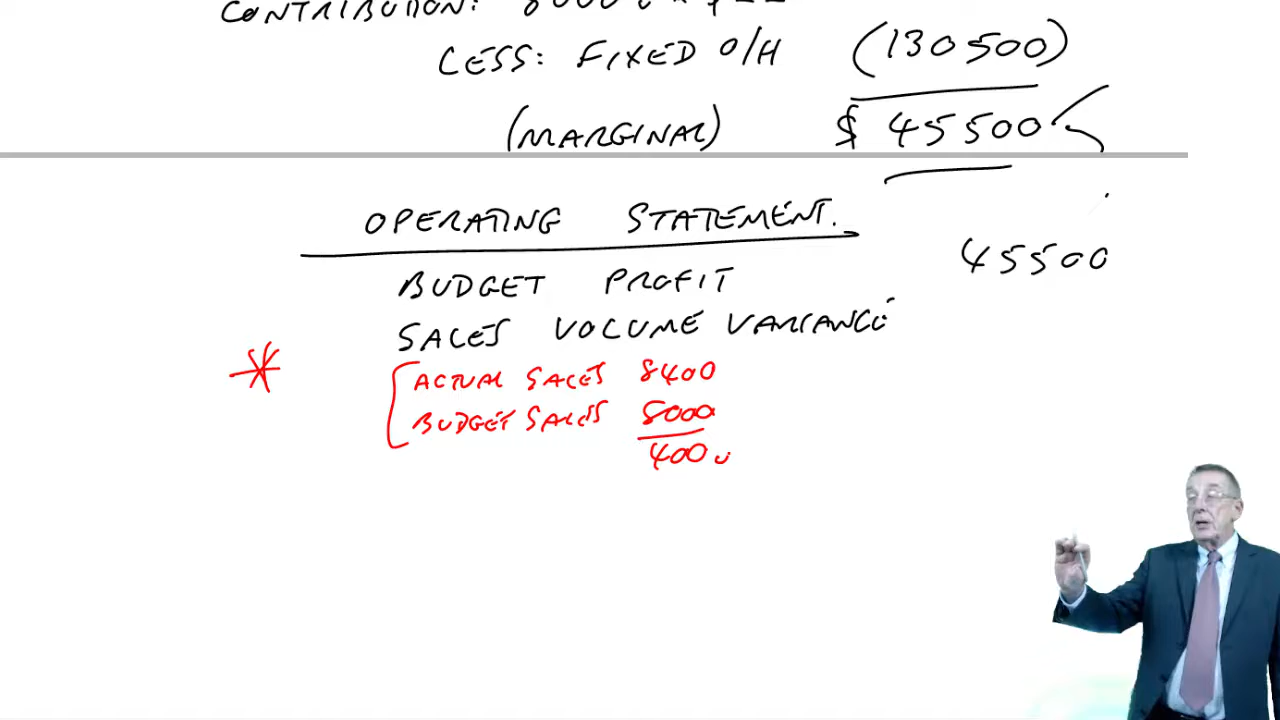 CONTRIBUTION:
LESS: FIXED O/H (130500)
(MARGINAL) $ 45500
OPERATING STATEMENT.
BUDGET PROFIT 45500
SALES VOLUME VARIANCE
* ACTUAL SALES 8400
BUDGET SALES 8000
400 u